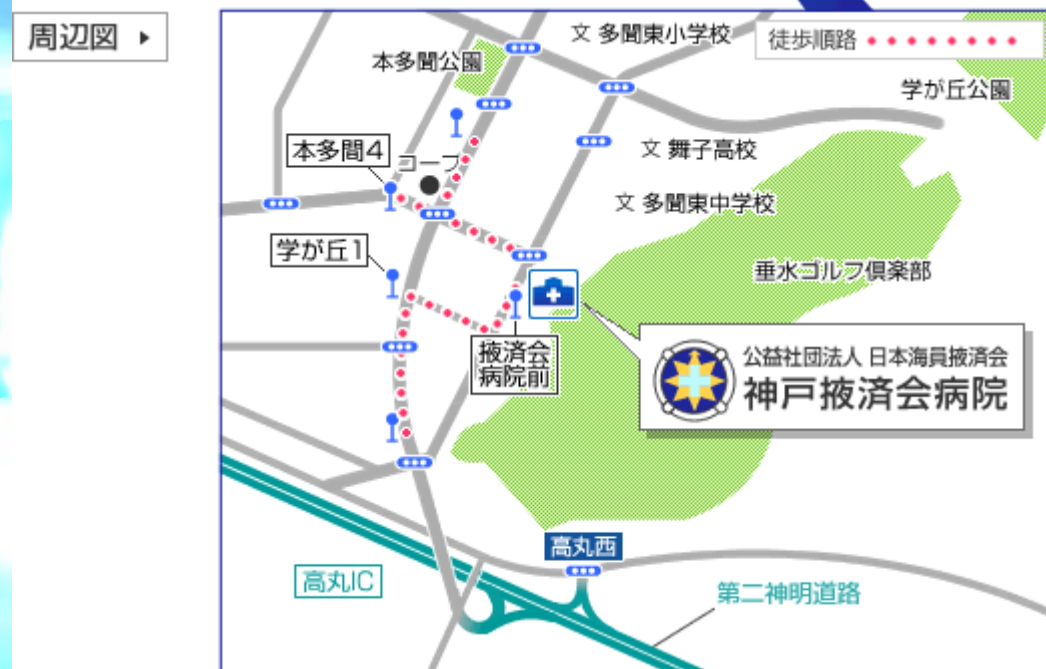 周辺図
文 多聞東小学校
徒歩順路
本多聞公園
学が丘公園
本多聞4
コープ
文 舞子高校
文 多聞東中学校
学が丘1
垂水ゴルフ倶楽部
掖済会
病院前
公益社団法人 日本海員掖済会
神戸掖済会病院
高丸西
高丸IC
第二神明道路